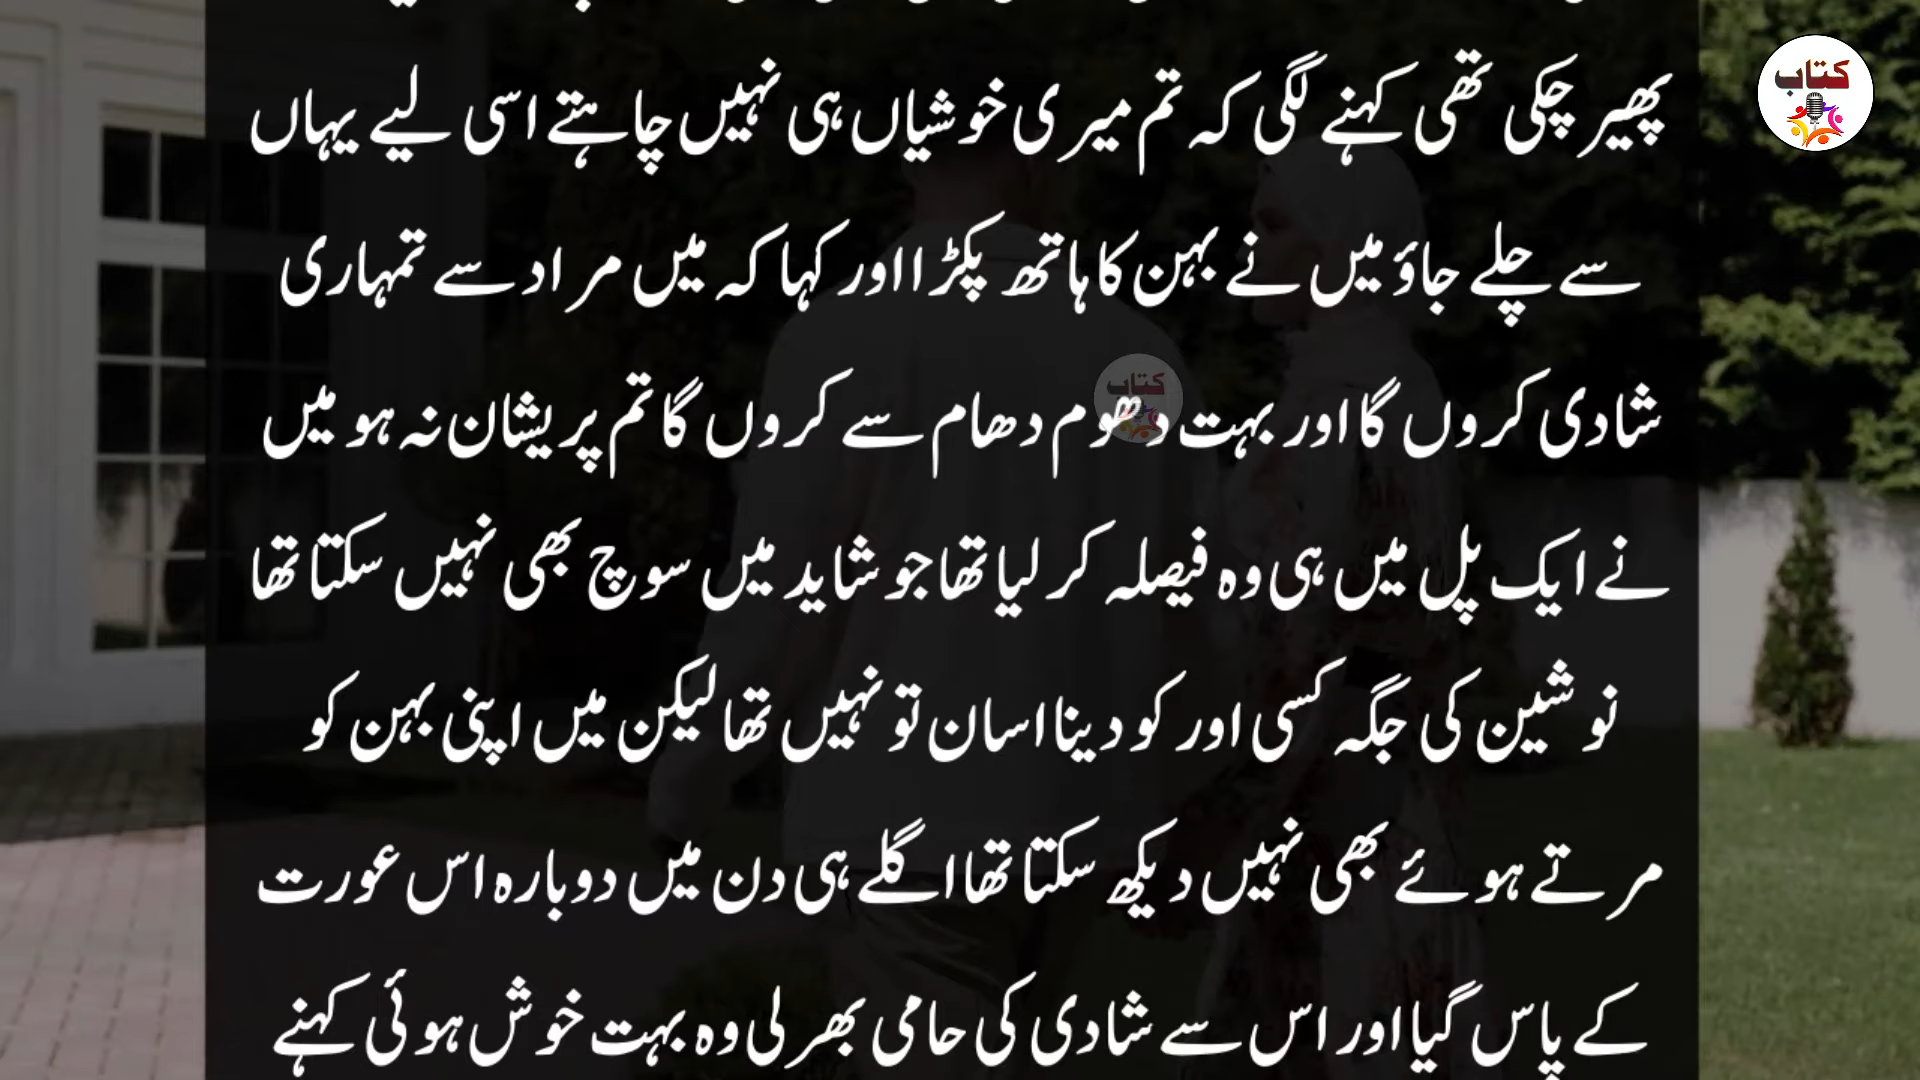 پھیر چکی تھی کہنے لگی کہ تم میری خوشیاں ہی نہیں چاہتے اسی لیے یہاں
سے چلے جاؤ میں نے بہن کا ہاتھ پکڑا اور کہا کہ میں مراد سے تمہاری
شادی کروں گا اور بہت دھوم دھام سے کروں گا تم پریشان نہ ہو میں
نے ایک پل میں ہی وہ فیصلہ کر لیا تھا جو شاید میں سوچ بھی نہیں سکتا تھا
نوشین کی جگہ کسی اور کو دینا اسان تو نہیں تھا لیکن میں اپنی بہن کو
مرتے ہوئے بھی نہیں دیکھ سکتا تھا اگلے ہی دن میں دوبارہ اس عورت
کے پاس گیا اور اس سے شادی کی حامی بھر لی وہ بہت خوش ہوئی کہنے
کتاب
کتاب